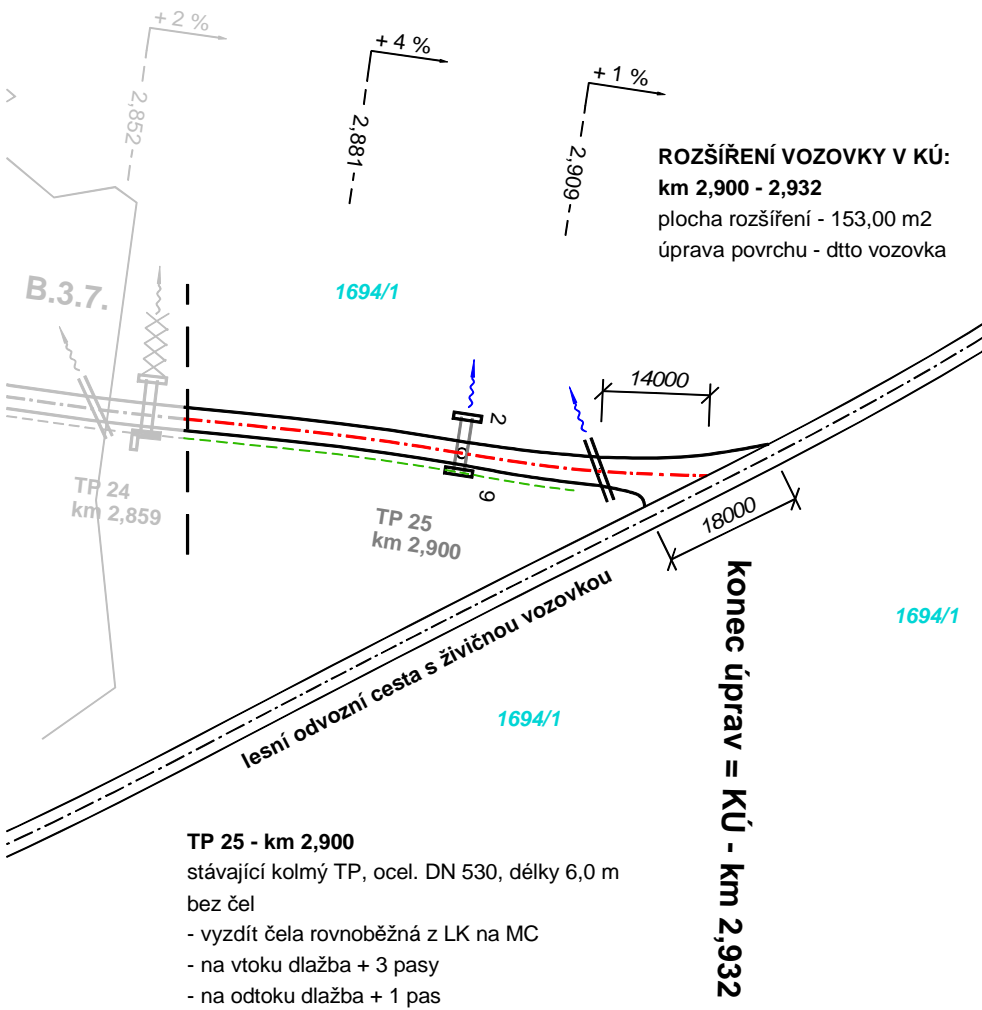 + 2 %
+ 4 %
+ 1 %
2,852
2,881
2,909
ROZŠÍŘENÍ VOZOVKY V KÚ:
km 2,900 - 2,932
plocha rozšíření - 153,00 m2
úprava povrchu - dtto vozovka
B.3.7.
1694/1
14000
2
9
TP 24
km 2,859
TP 25
km 2,900
18000
lesní odvozní cesta s živičnou vozovkou
konec úprav = KÚ - km 2,932
1694/1
1694/1
TP 25 - km 2,900
stávající kolmý TP, ocel. DN 530, délky 6,0 m
bez čel
- vyzdít čela rovnoběžná z LK na MC
- na vtoku dlažba + 3 pasy
- na odtoku dlažba + 1 pas